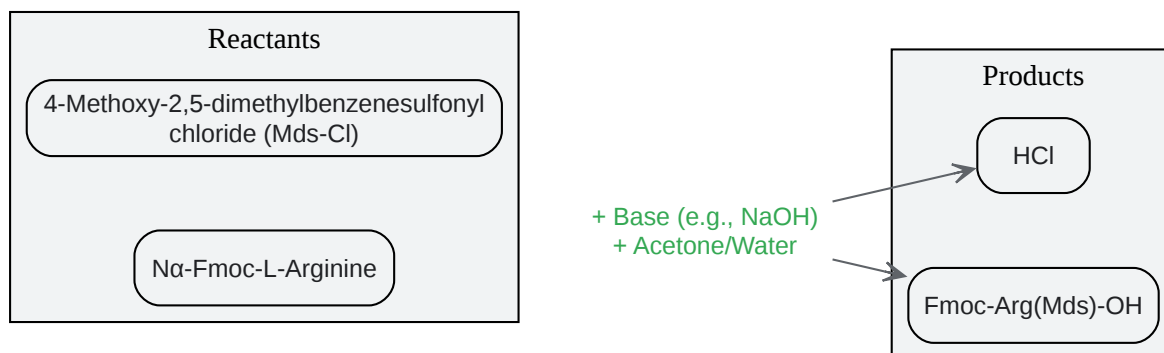 Reactants
4-Methoxy-2,5-dimethylbenzenesulfonyl
chloride (Mds-Cl)
Nα-Fmoc-L-Arginine
+ Base (e.g., NaOH)
+ Acetone/Water
Products
HCl
Fmoc-Arg(Mds)-OH